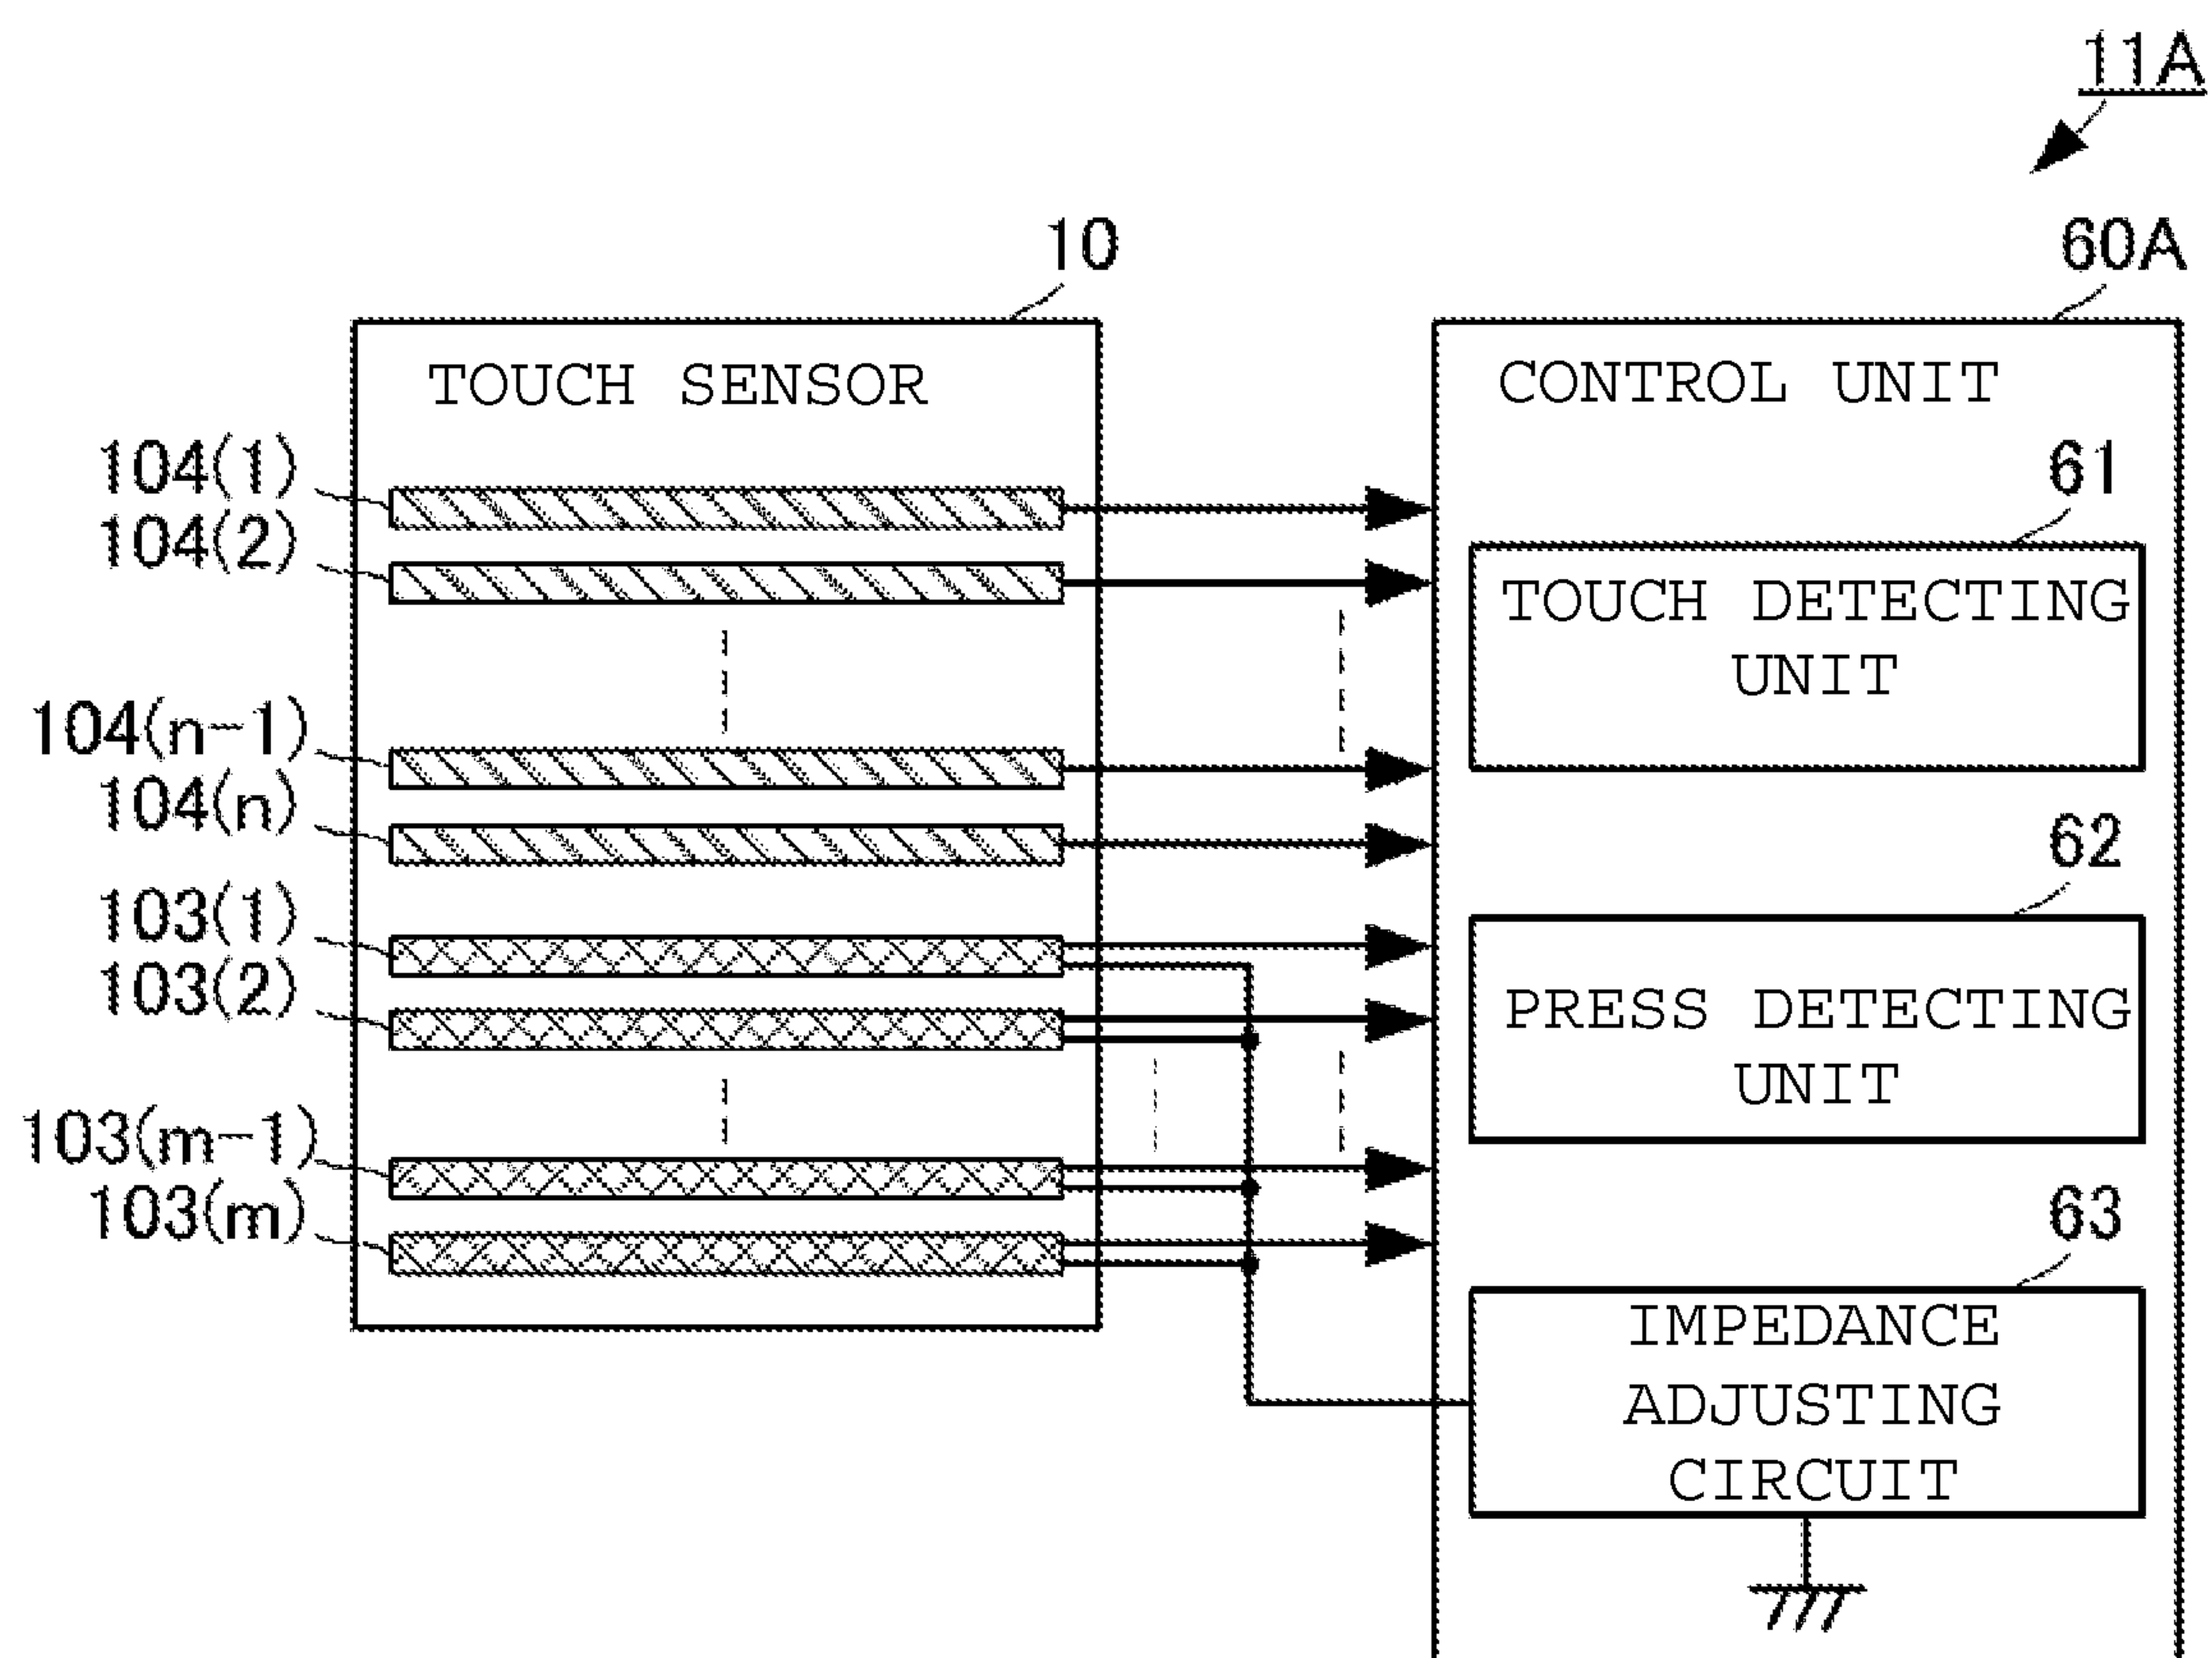 11A
10
60A
TOUCH SENSOR
CONTROL UNIT
104(1)
104(2)
104(n-1)
104(n)
103(1)
103(2)
103(m-1)
103(m)
61
TOUCH DETECTING
UNIT
62
PRESS DETECTING
UNIT
63
IMPEDANCE
ADJUSTING
CIRCUIT